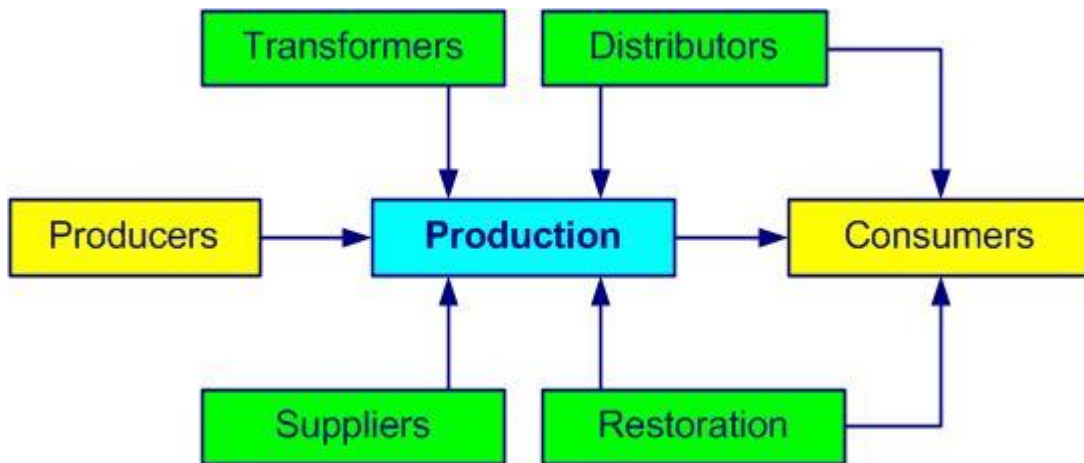 Transformers
Distributors
Producers
Production
Consumers
Suppliers
Restoration